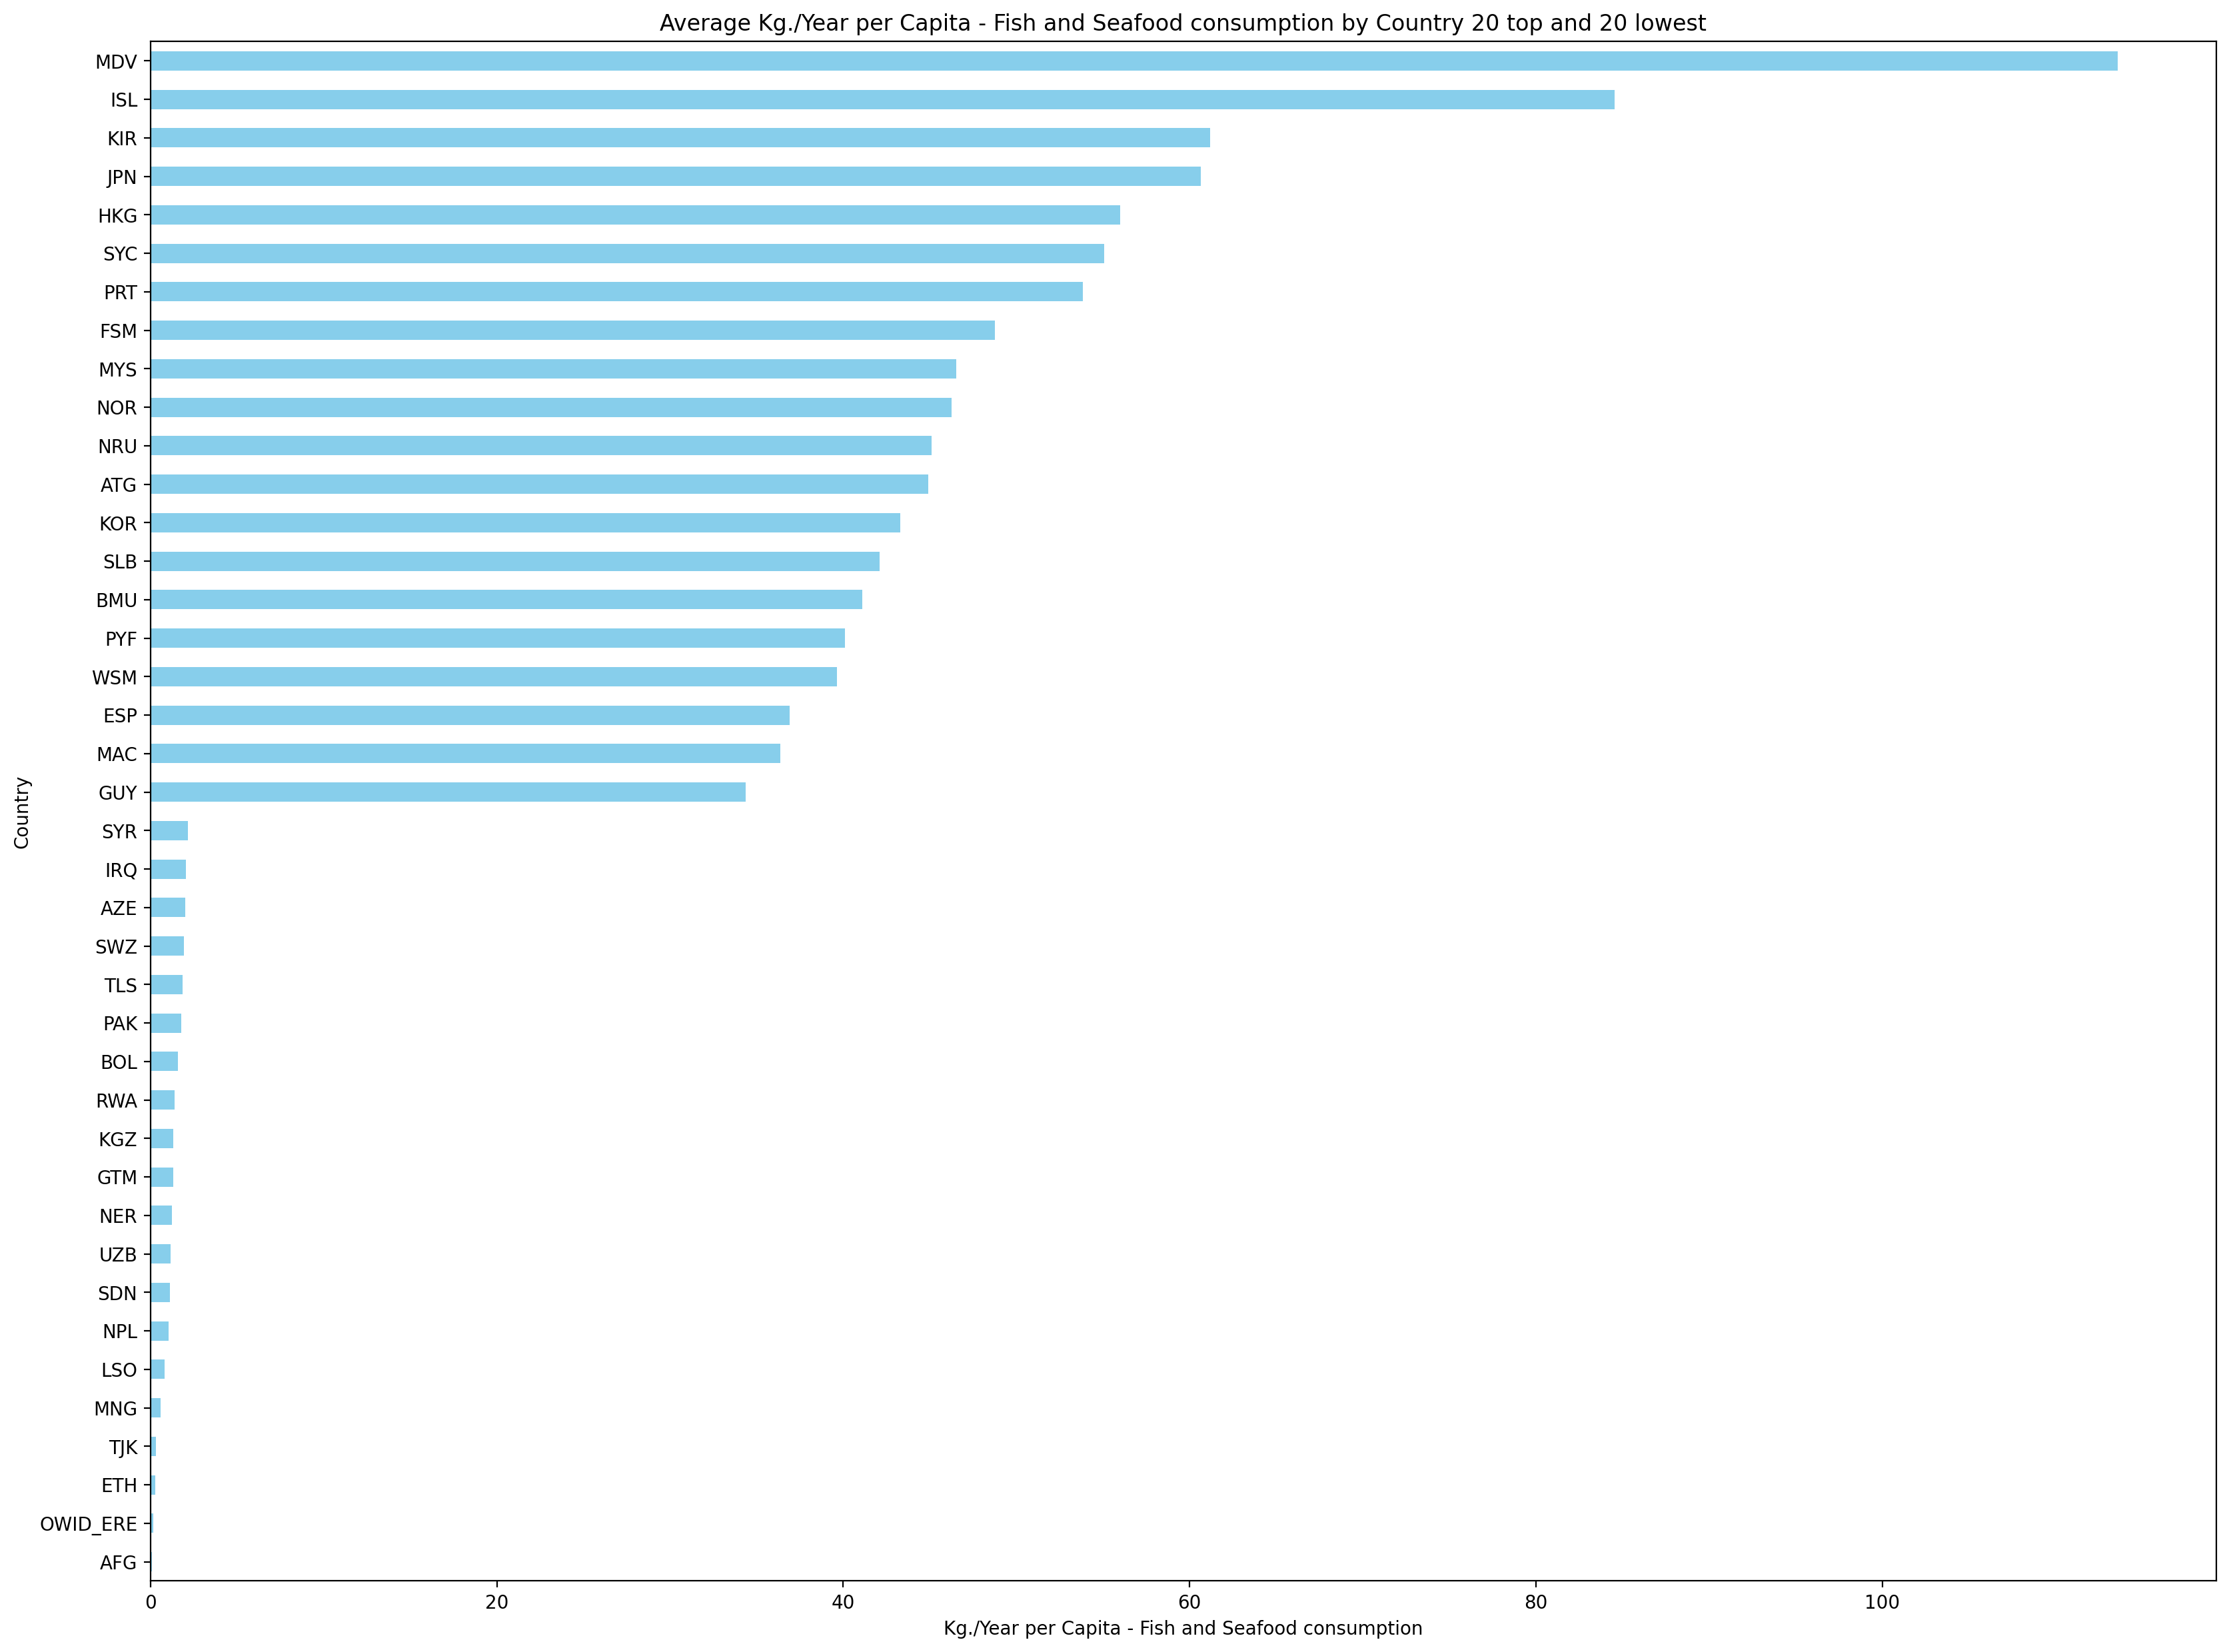 Average Kg./Year per Capita - Fish and Seafood consumption by Country 20 top and 20 lowest
MDV
ISL
KIR
JPN
HKG
SYC
PRT
FSM
MYS
NOR
NRU
ATG
KOR
SLB
BMU
PYF
WSM
ESP
MAC
GUY
SYR
IRQ
AZE
SWZ
TLS
PAK
BOL
RWA
KGZ
GTM
NER
UZB
SDN
NPL
LSO
MNG
TJK
ETH
OWID_ERE
AFG
Country
0 20 40 60 80 100
Kg./Year per Capita - Fish and Seafood consumption